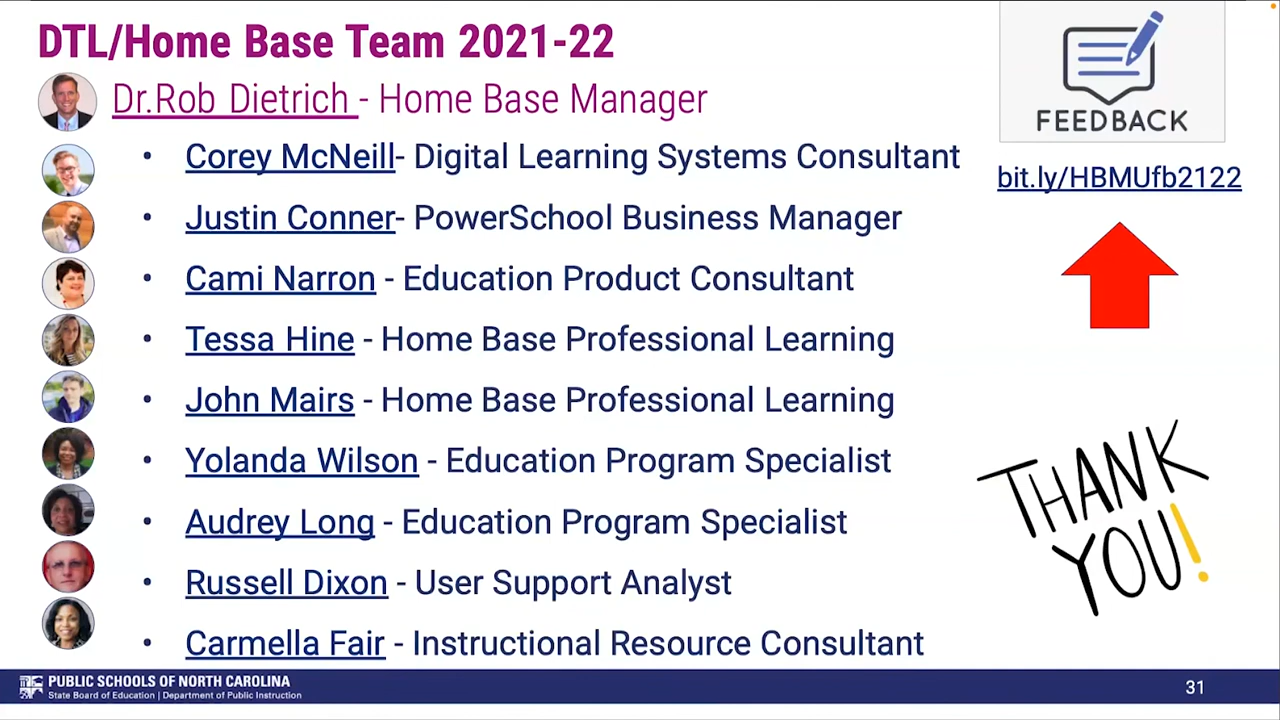 DTL/Home Base Team 2021-22
Dr.Rob Dietrich - Home Base Manager
• Corey McNeill- Digital Learning Systems Consultant
• Justin Conner- PowerSchool Business Manager
• Cami Narron - Education Product Consultant
• Tessa Hine - Home Base Professional Learning
• John Mairs - Home Base Professional Learning
• Yolanda Wilson - Education Program Specialist
• Audrey Long - Education Program Specialist
• Russell Dixon - User Support Analyst
• Carmella Fair - Instructional Resource Consultant
FEEDBACK
bit.ly/HBMUfb2122
THANK
YOU!
PUBLIC SCHOOLS OF NORTH CAROLINA
State Board of Education | Department of Public Instruction
31